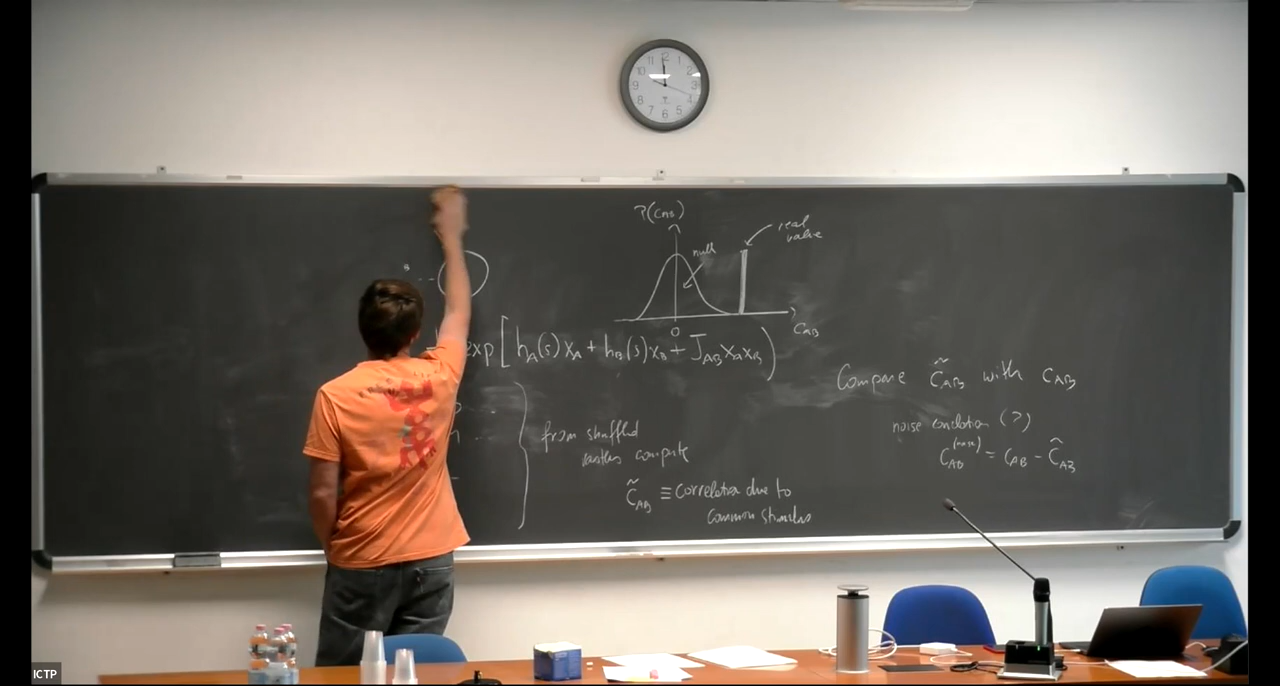 P(C_AB)
real
value
null
0
C_AB
exp[h_A(s)x_A + h_B(s)x_B + J_AB x_A x_B)
Compare C̃_AB with C_AB
noise correlation (?)
C_AB^(noise) = C_AB - Ĉ_AB
from shuffled
rasters compute
C̃_AB ≡ Correlation due to
common stimulus
ICTP